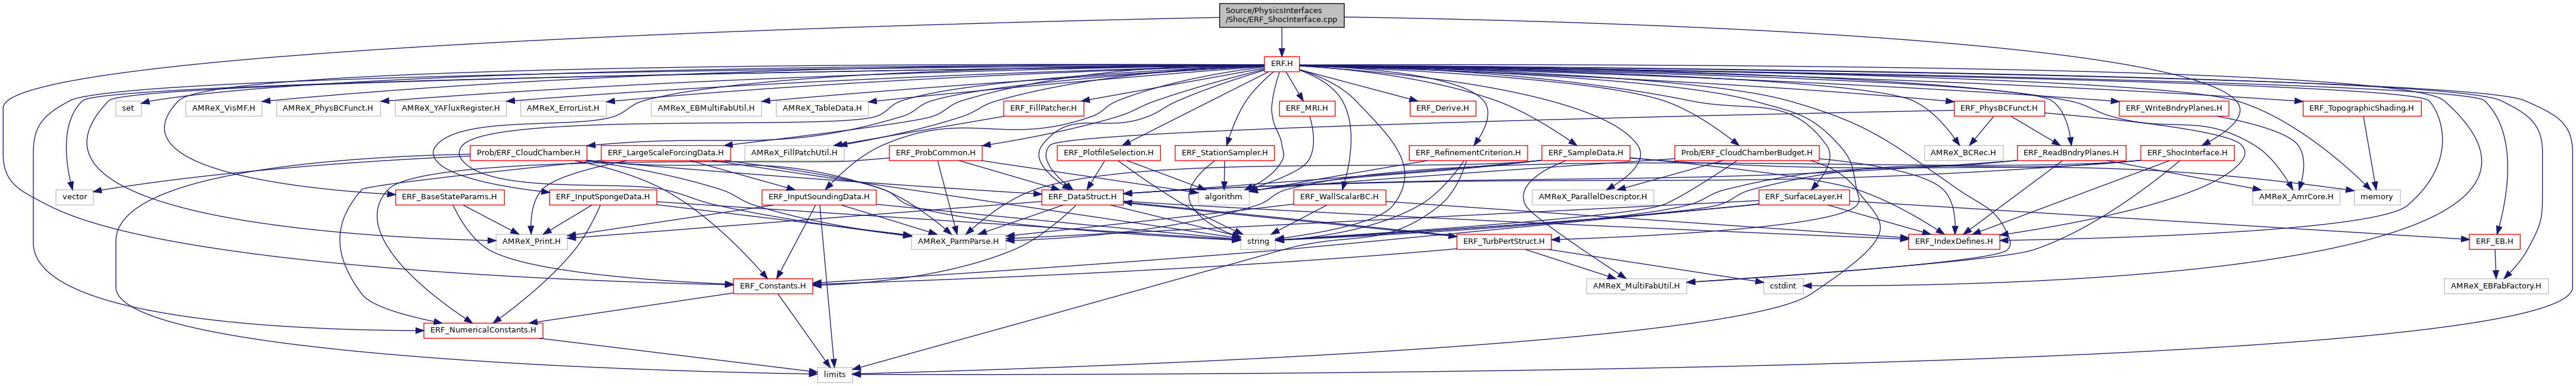 Source/PhysicsInterfaces
/Shoc/ERF_ShocInterface.cpp
ERF.H
set
AMReX_VisMF.H
AMReX_PhysBCFunct.H
AMReX_YAFluxRegister.H
AMReX_ErrorList.H
AMReX_EBMultiFabUtil.H
AMReX_TableData.H
ERF_FillPatcher.H
ERF_MRI.H
ERF_Derive.H
ERF_PhysBCFunct.H
ERF_WriteBndryPlanes.H
ERF_TopographicShading.H
Prob/ERF_CloudChamber.H
ERF_LargeScaleForcingData.H
AMReX_FillPatchUtil.H
ERF_ProbCommon.H
ERF_PlotfileSelection.H
ERF_StationSampler.H
ERF_RefinementCriterion.H
ERF_SampleData.H
Prob/ERF_CloudChamberBudget.H
AMReX_BCRec.H
ERF_ReadBndryPlanes.H
ERF_ShocInterface.H
vector
ERF_BaseStateParams.H
ERF_InputSpongeData.H
ERF_InputSoundingData.H
ERF_DataStruct.H
algorithm
ERF_WallScalarBC.H
AMReX_ParallelDescriptor.H
ERF_SurfaceLayer.H
AMReX_AmrCore.H
memory
AMReX_Print.H
AMReX_ParmParse.H
string
ERF_TurbPertStruct.H
ERF_IndexDefines.H
ERF_EB.H
ERF_Constants.H
AMReX_MultiFabUtil.H
cstdint
AMReX_EBFabFactory.H
ERF_NumericalConstants.H
limits